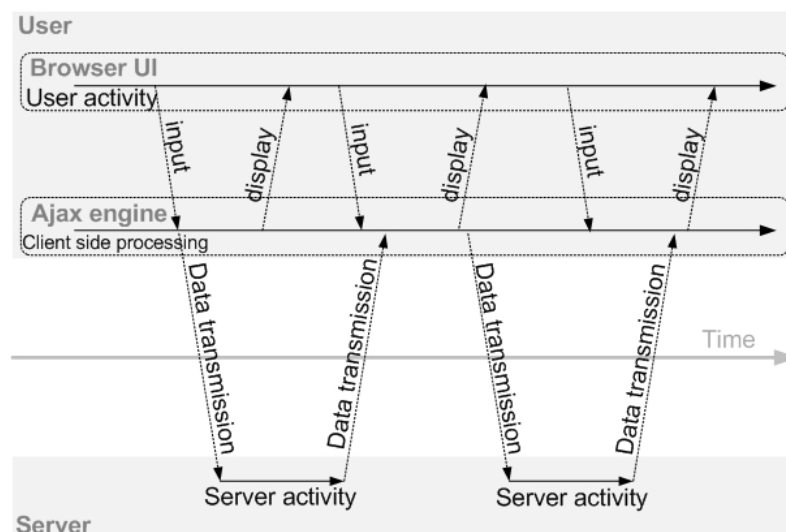 User
Browser UI
User activity
input
display
input
display
input
display
Ajax engine
Client side processing
Data transmission
Data transmission
Data transmission
Data transmission
Time
Server activity
Server activity
Server